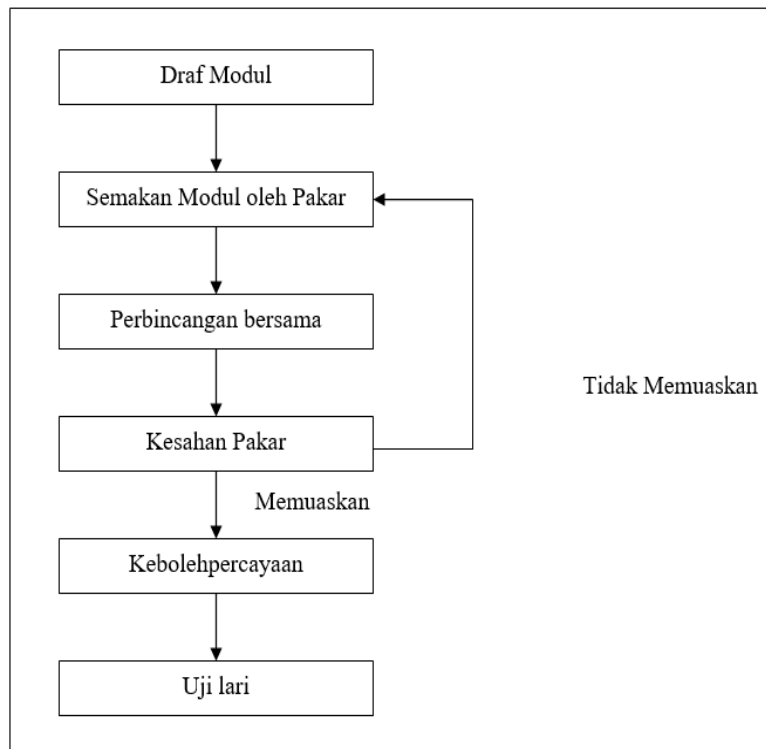 Draf Modul
Semakan Modul oleh Pakar
Perbincangan bersama
Tidak Memuaskan
Kesahan Pakar
Memuaskan
Kebolehpercayaan
Uji lari